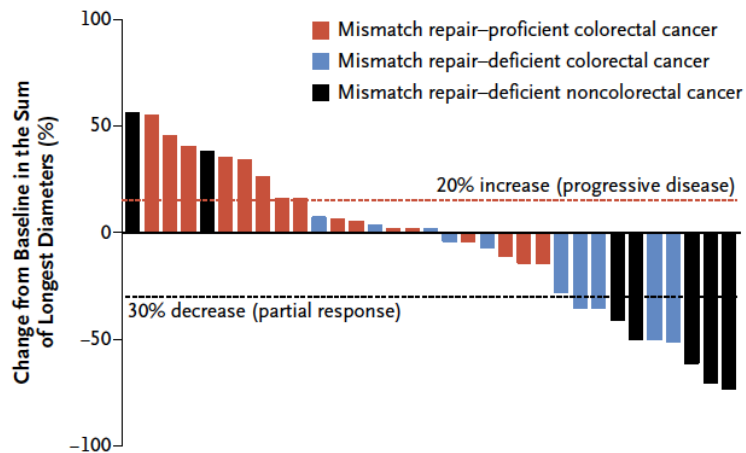 100
Mismatch repair–proficient colorectal cancer
Mismatch repair–deficient colorectal cancer
Mismatch repair–deficient noncolorectal cancer
50
20% increase (progressive disease)
0
30% decrease (partial response)
−50
−100
Change from Baseline in the Sum
of Longest Diameters (%)